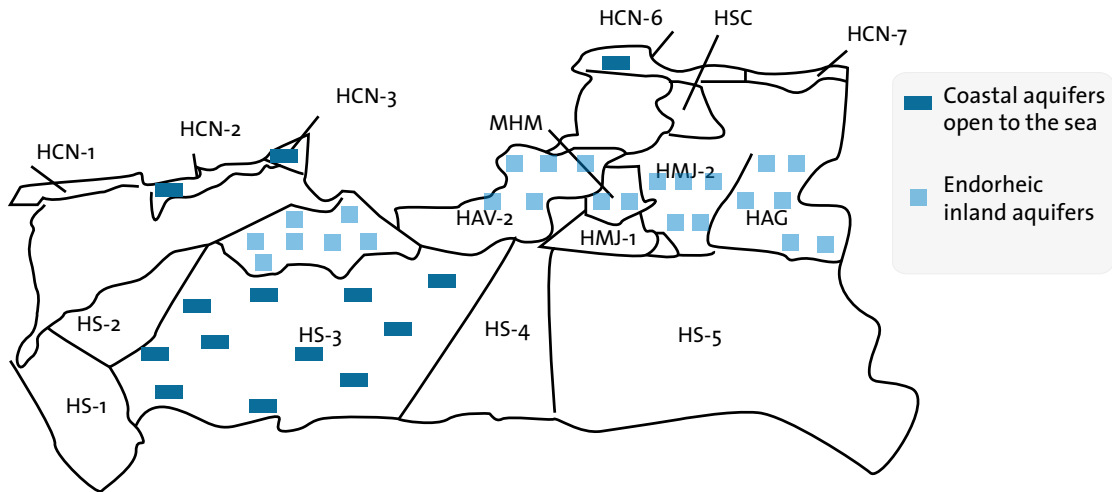 HCN-6
HSC
HCN-7
HCN-3
HCN-2
HCN-1
MHM
HMJ-2
HAV-2
HMJ-1
HAG
HS-2
HS-3
HS-4
HS-5
HS-1
Coastal aquifers
open to the sea
Endorheic
inland aquifers